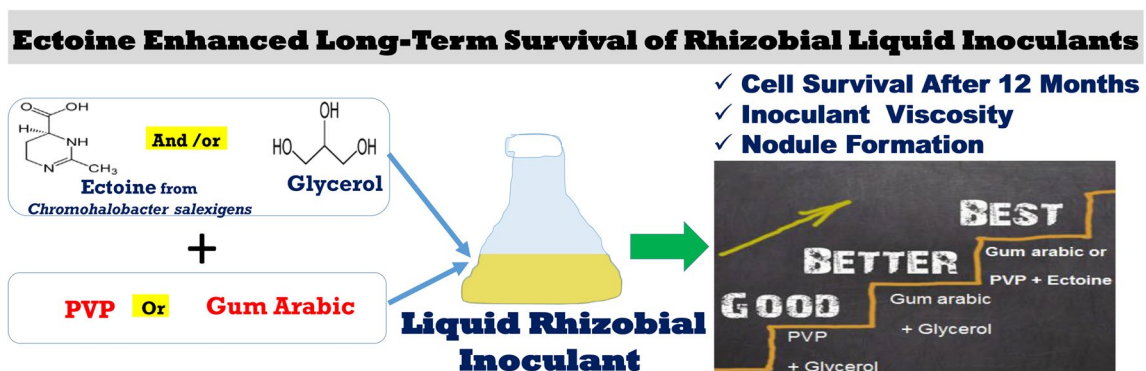 Ectoine Enhanced Long-Term Survival of Rhizobial Liquid Inoculants
O
OH
H
NH
N
CH3
Ectoine from
Chromohalobacter salexigens
And /or
OH
HO
OH
Glycerol
+
PVP Or Gum Arabic
Liquid Rhizobial
Inoculant
✓ Cell Survival After 12 Months
✓ Inoculant Viscosity
✓ Nodule Formation
BEST
Gum arabic or
PVP + Ectoine
BETTER
Gum arabic
+ Glycerol
GOOD
PVP
+ Glycerol